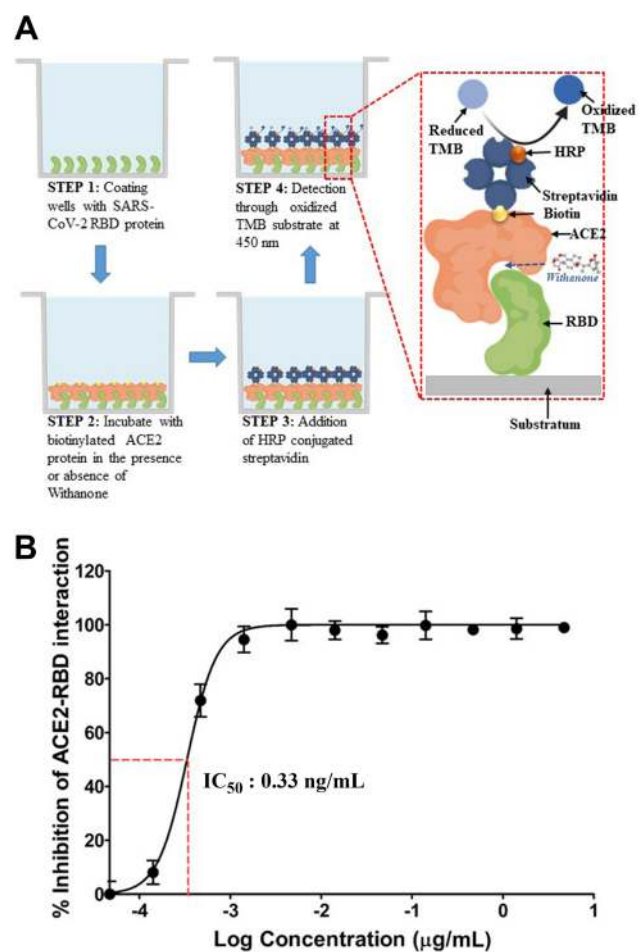 A
STEP 1: Coating
wells with SARS-
CoV-2 RBD protein
STEP 4: Detection
through oxidized
TMB substrate at
450 nm
STEP 2: Incubate with
biotinylated ACE2
protein in the presence
or absence of
Withanone
STEP 3: Addition
of HRP conjugated
streptavidin
Reduced
TMB
Oxidized
TMB
HRP
Streptavidin
Biotin
ACE2
Withanone
RBD
Substratum
B
% Inhibition of ACE2-RBD interaction
120
100
80
60
40
20
0
IC50 : 0.33 ng/mL
-4 -3 -2 -1 0 1
Log Concentration (µg/mL)